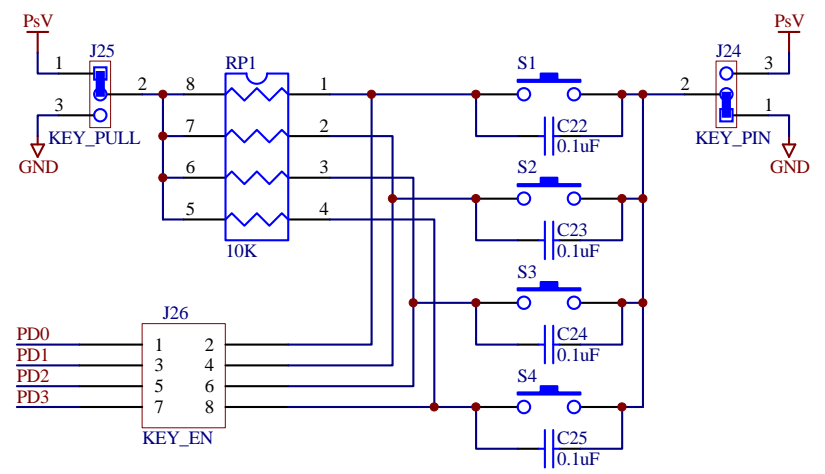 PsV
PsV
J25
RP1
S1
J24
1
2
8
1
2
3
3
7
2
C22
0.1uF
1
KEY_PULL
KEY_PIN
GND
6
3
S2
GND
5
4
C23
0.1uF
10K
S3
J26
C24
0.1uF
PD0
1
2
PD1
3
4
PD2
5
6
S4
PD3
7
8
KEY_EN
C25
0.1uF